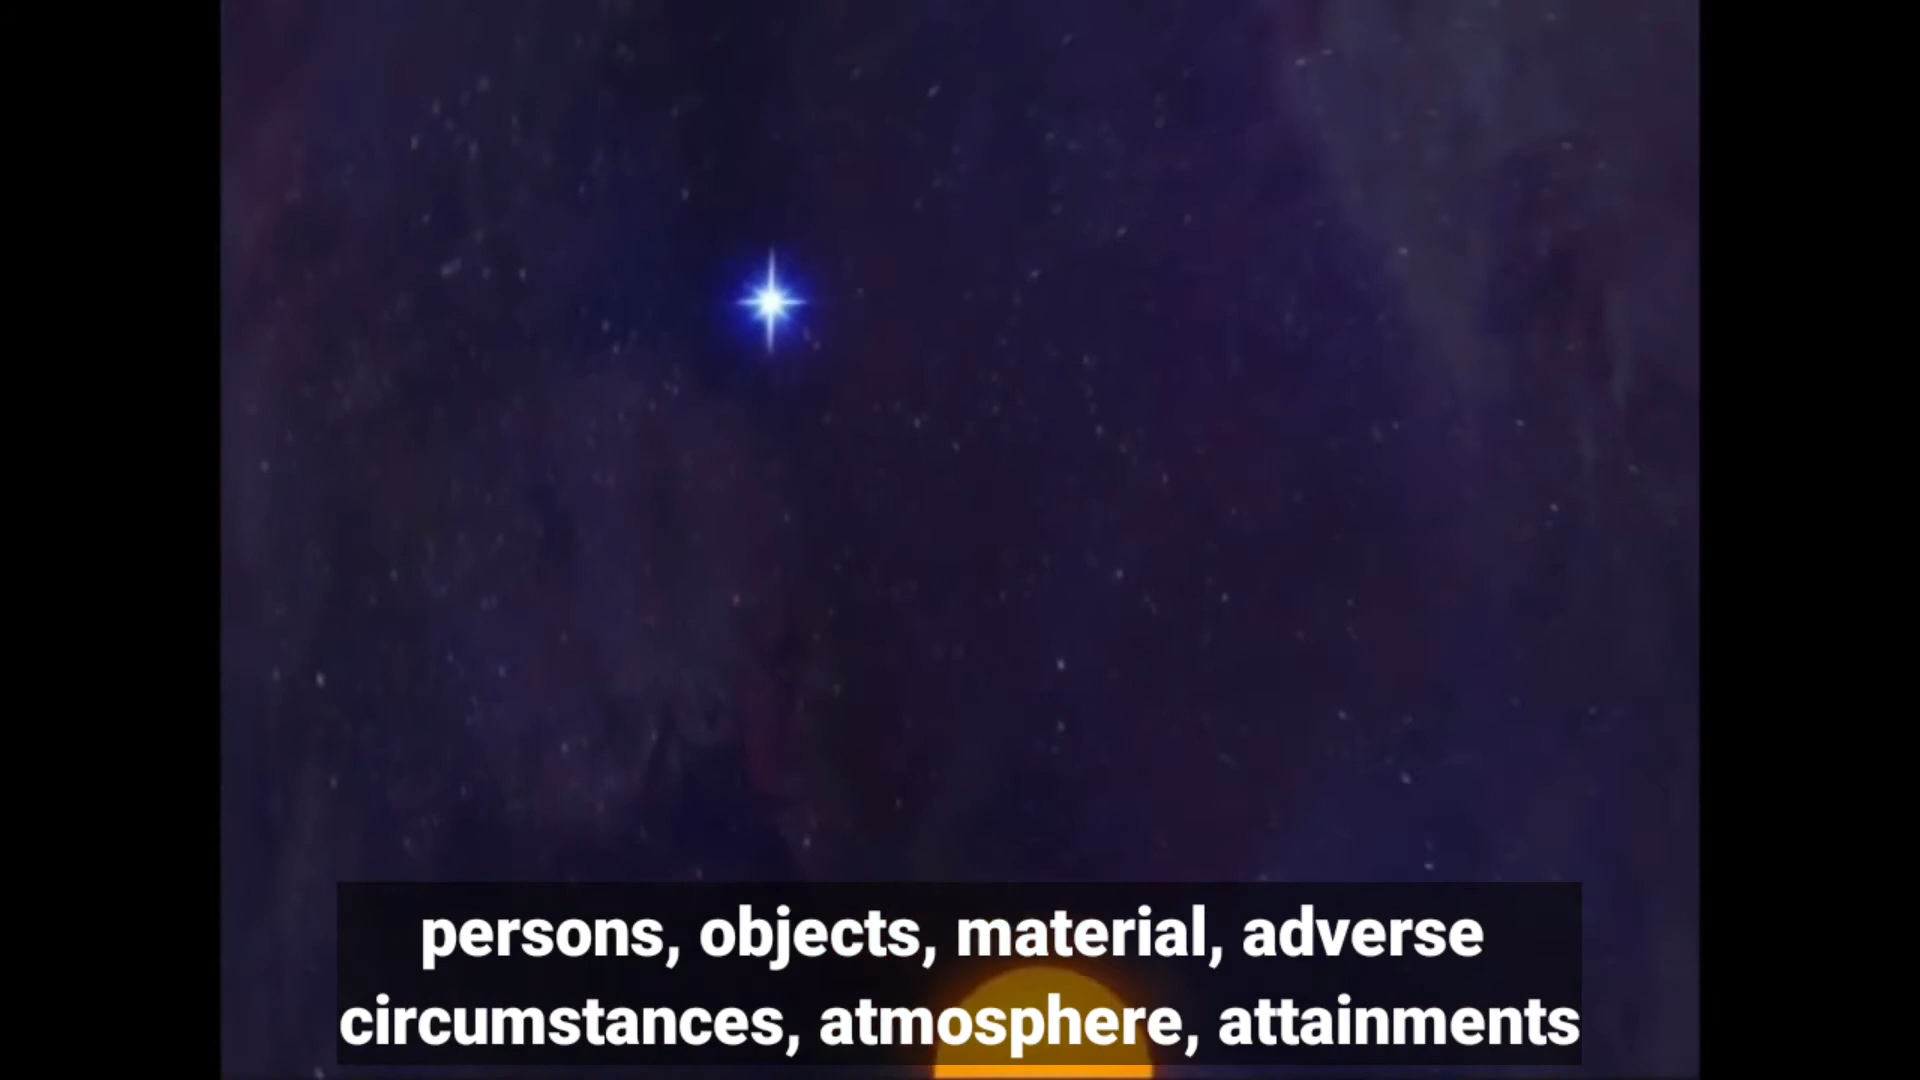 persons, objects, material, adverse
circumstances, atmosphere, attainments